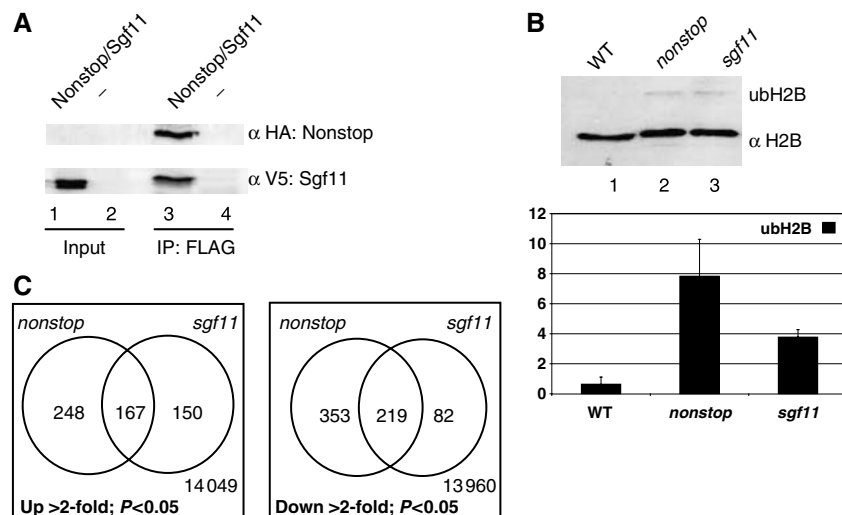 A
Nonstop/Sgf11
–
Nonstop/Sgf11
–
α HA: Nonstop
α V5: Sgf11
1 2 3 4
Input IP: FLAG
B
WT nonstop sgf11
ubH2B
α H2B
1 2 3
12
10
8
6
4
2
0
ubH2B
WT nonstop sgf11
C
nonstop sgf11
248 167 150
14 049
Up >2-fold; P<0.05
nonstop sgf11
353 219 82
13 960
Down >2-fold; P<0.05